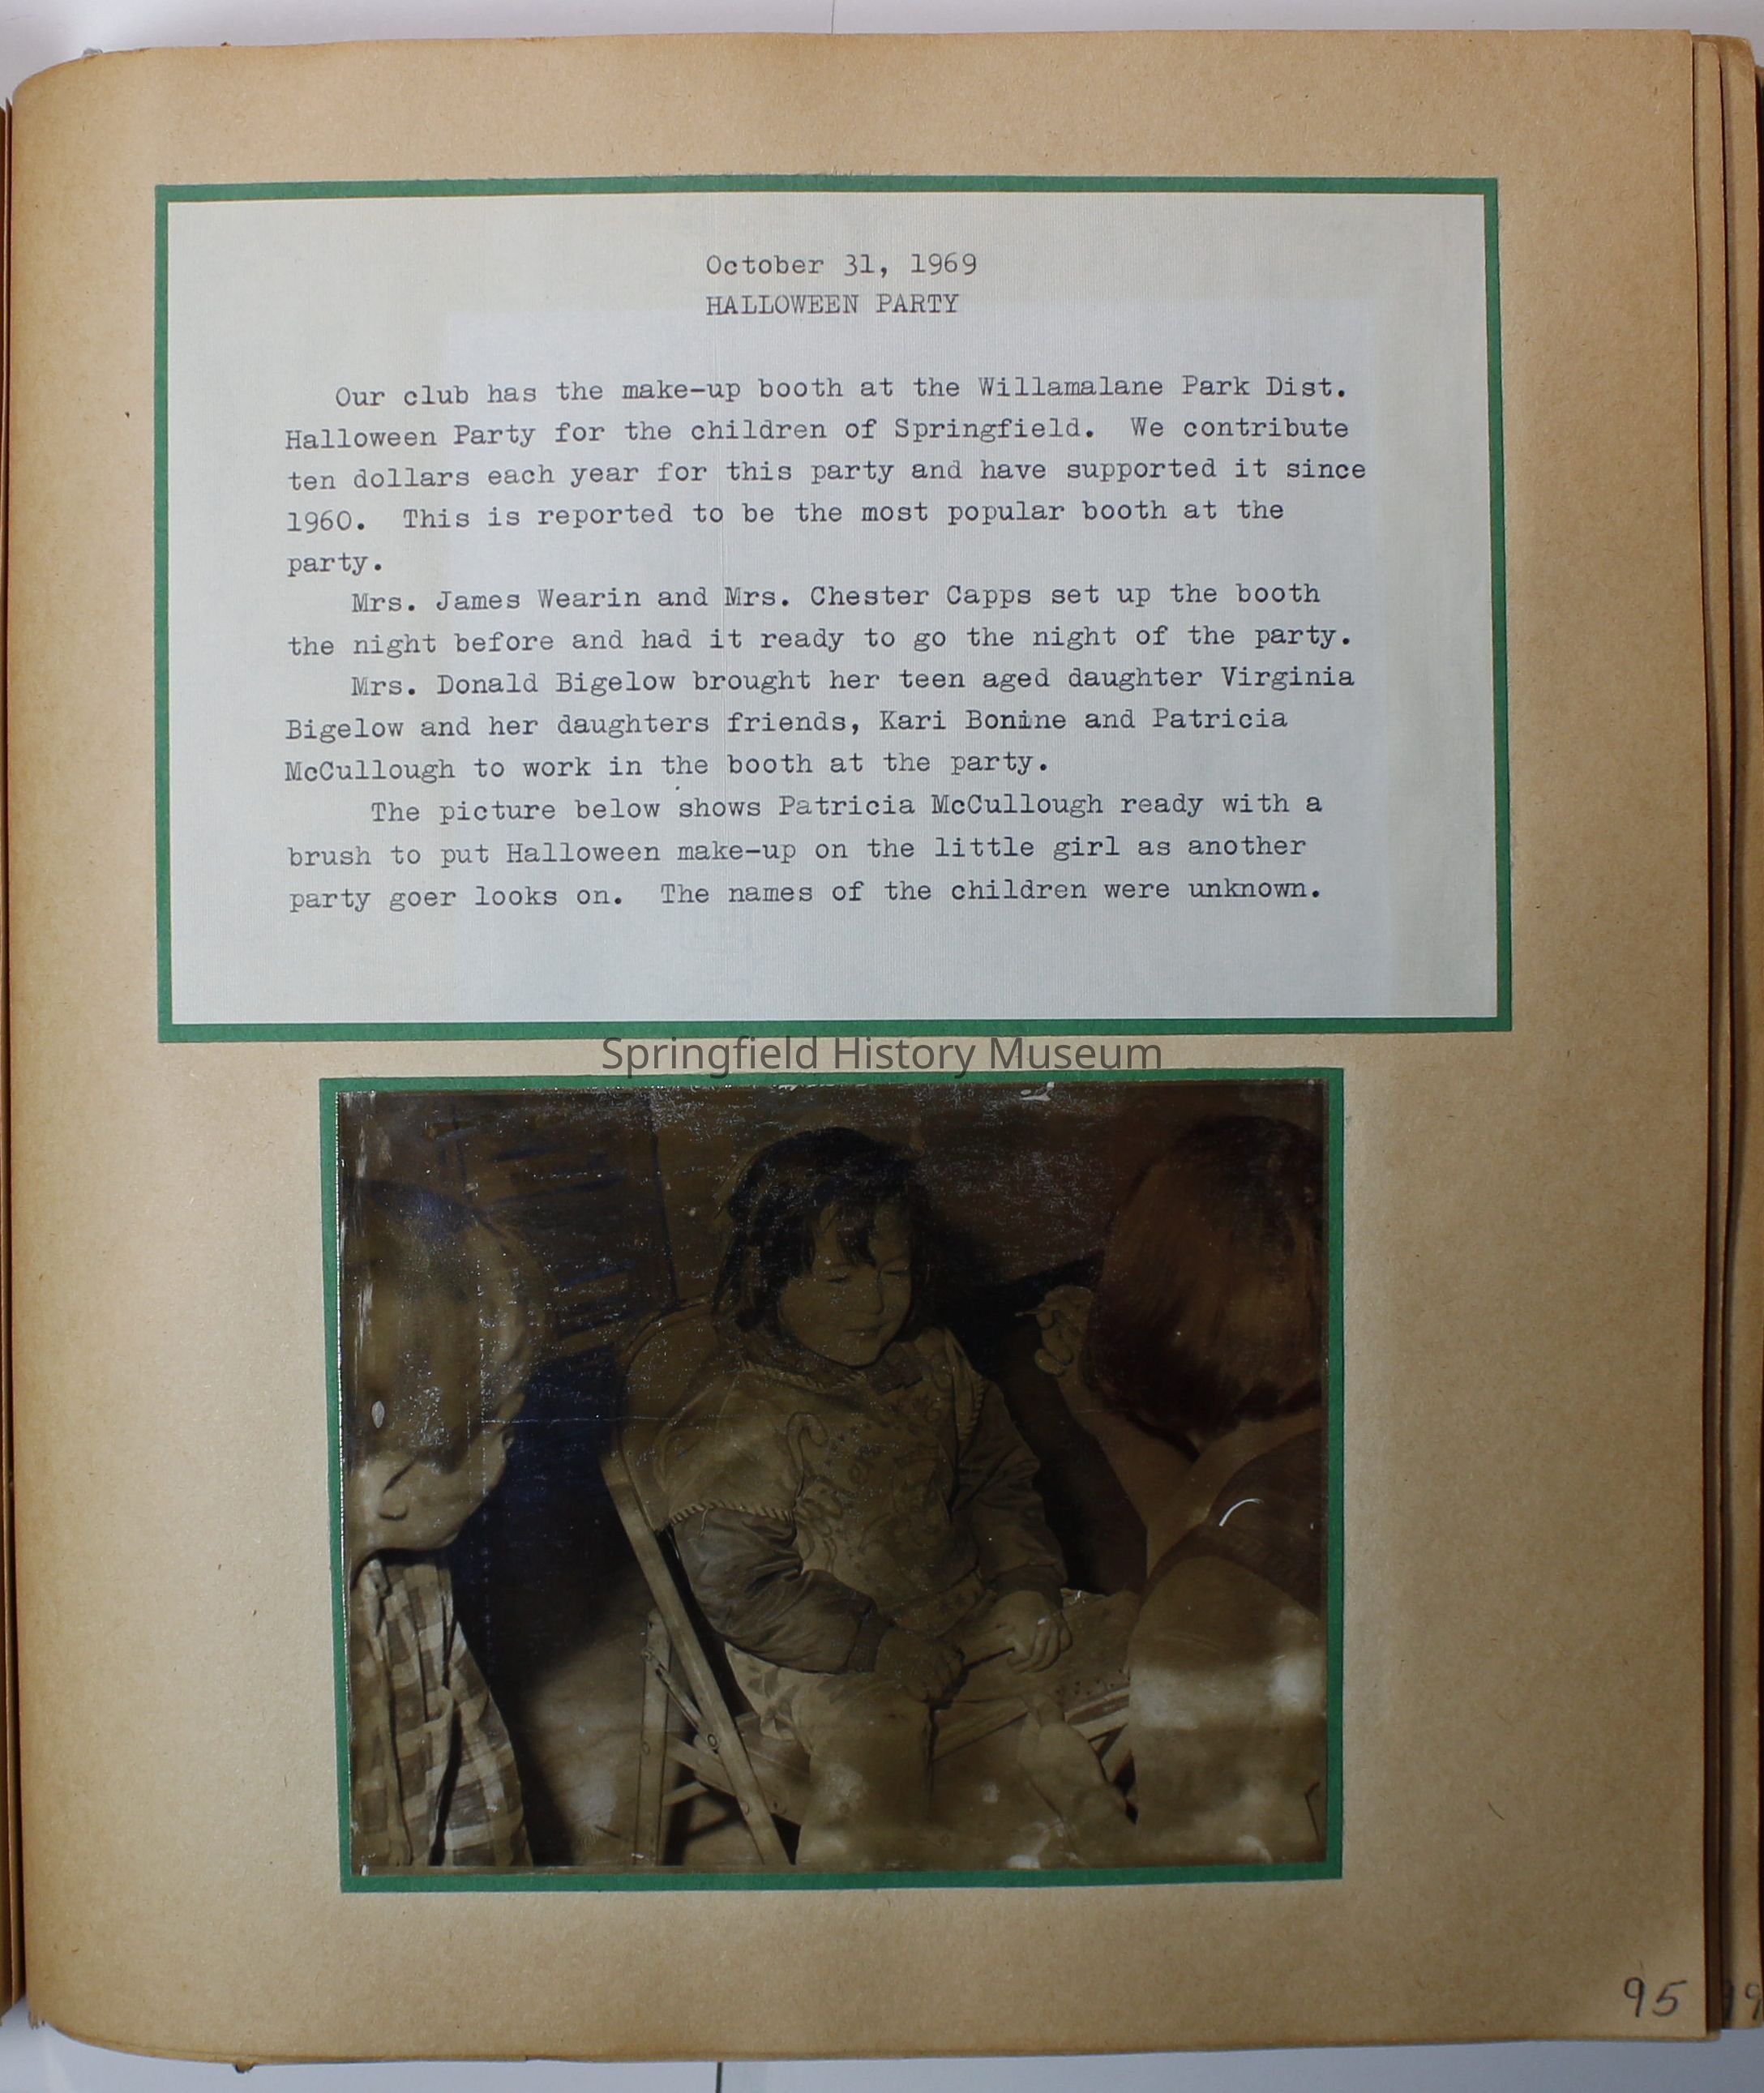 October 31, 1969
HALLOWEEN PARTY
Our club has the make-up booth at the Willamalane Park Dist.
Halloween Party for the children of Springfield. We contribute
ten dollars each year for this party and have supported it since
1960. This is reported to be the most popular booth at the
party.
Mrs. James Wearin and Mrs. Chester Capps set up the booth
the night before and had it ready to go the night of the party.
Mrs. Donald Bigelow brought her teen aged daughter Virginia
Bigelow and her daughters friends, Kari Bonine and Patricia
McCullough to work in the booth at the party.
The picture below shows Patricia McCullough ready with a
brush to put Halloween make-up on the little girl as another
party goer looks on. The names of the children were unknown.
Springfield History Museum
95